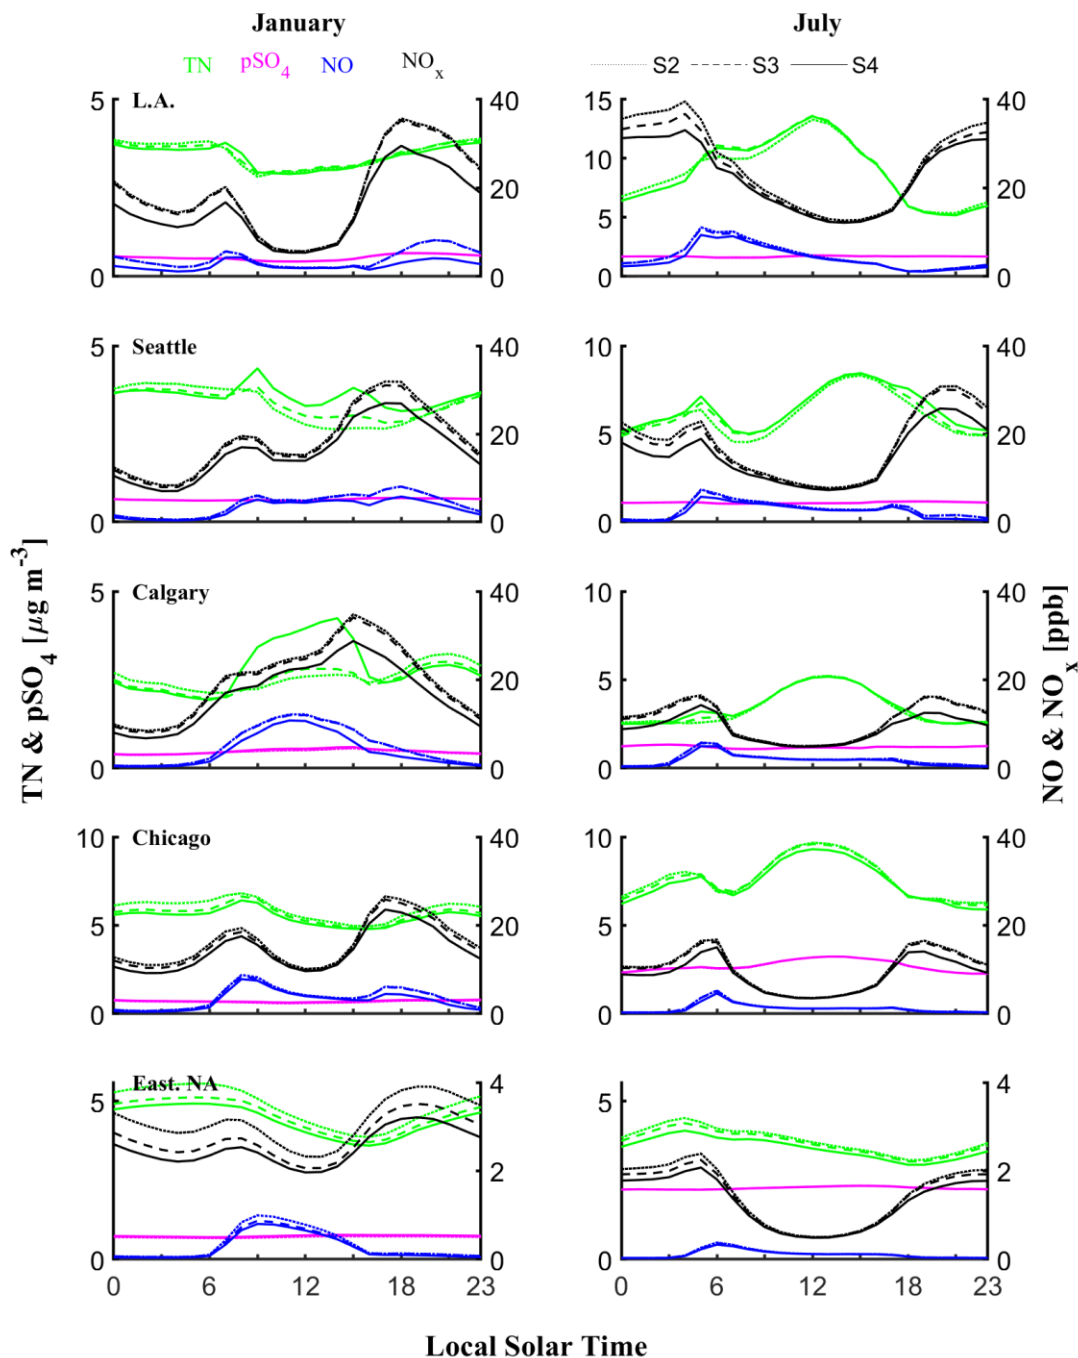 January July
TN pSO4 NO NOx S2 S3 S4
5 L.A. 40 15 40
10
20 20
5
0 0 0 0
5 Seattle 40 10 40
20 5 20
0 0 0 0
5 Calgary 40 10 40
20 5 20
0 0 0 0
10 Chicago 40 10 40
5 20 5 20
0 0 0 0
East. NA 4 4
5 5
2 2
0 0 0 0
0 6 12 18 23 0 6 12 18 23
Local Solar Time
TN & pSO4 [µg m-3]
NO & NOx [ppb]